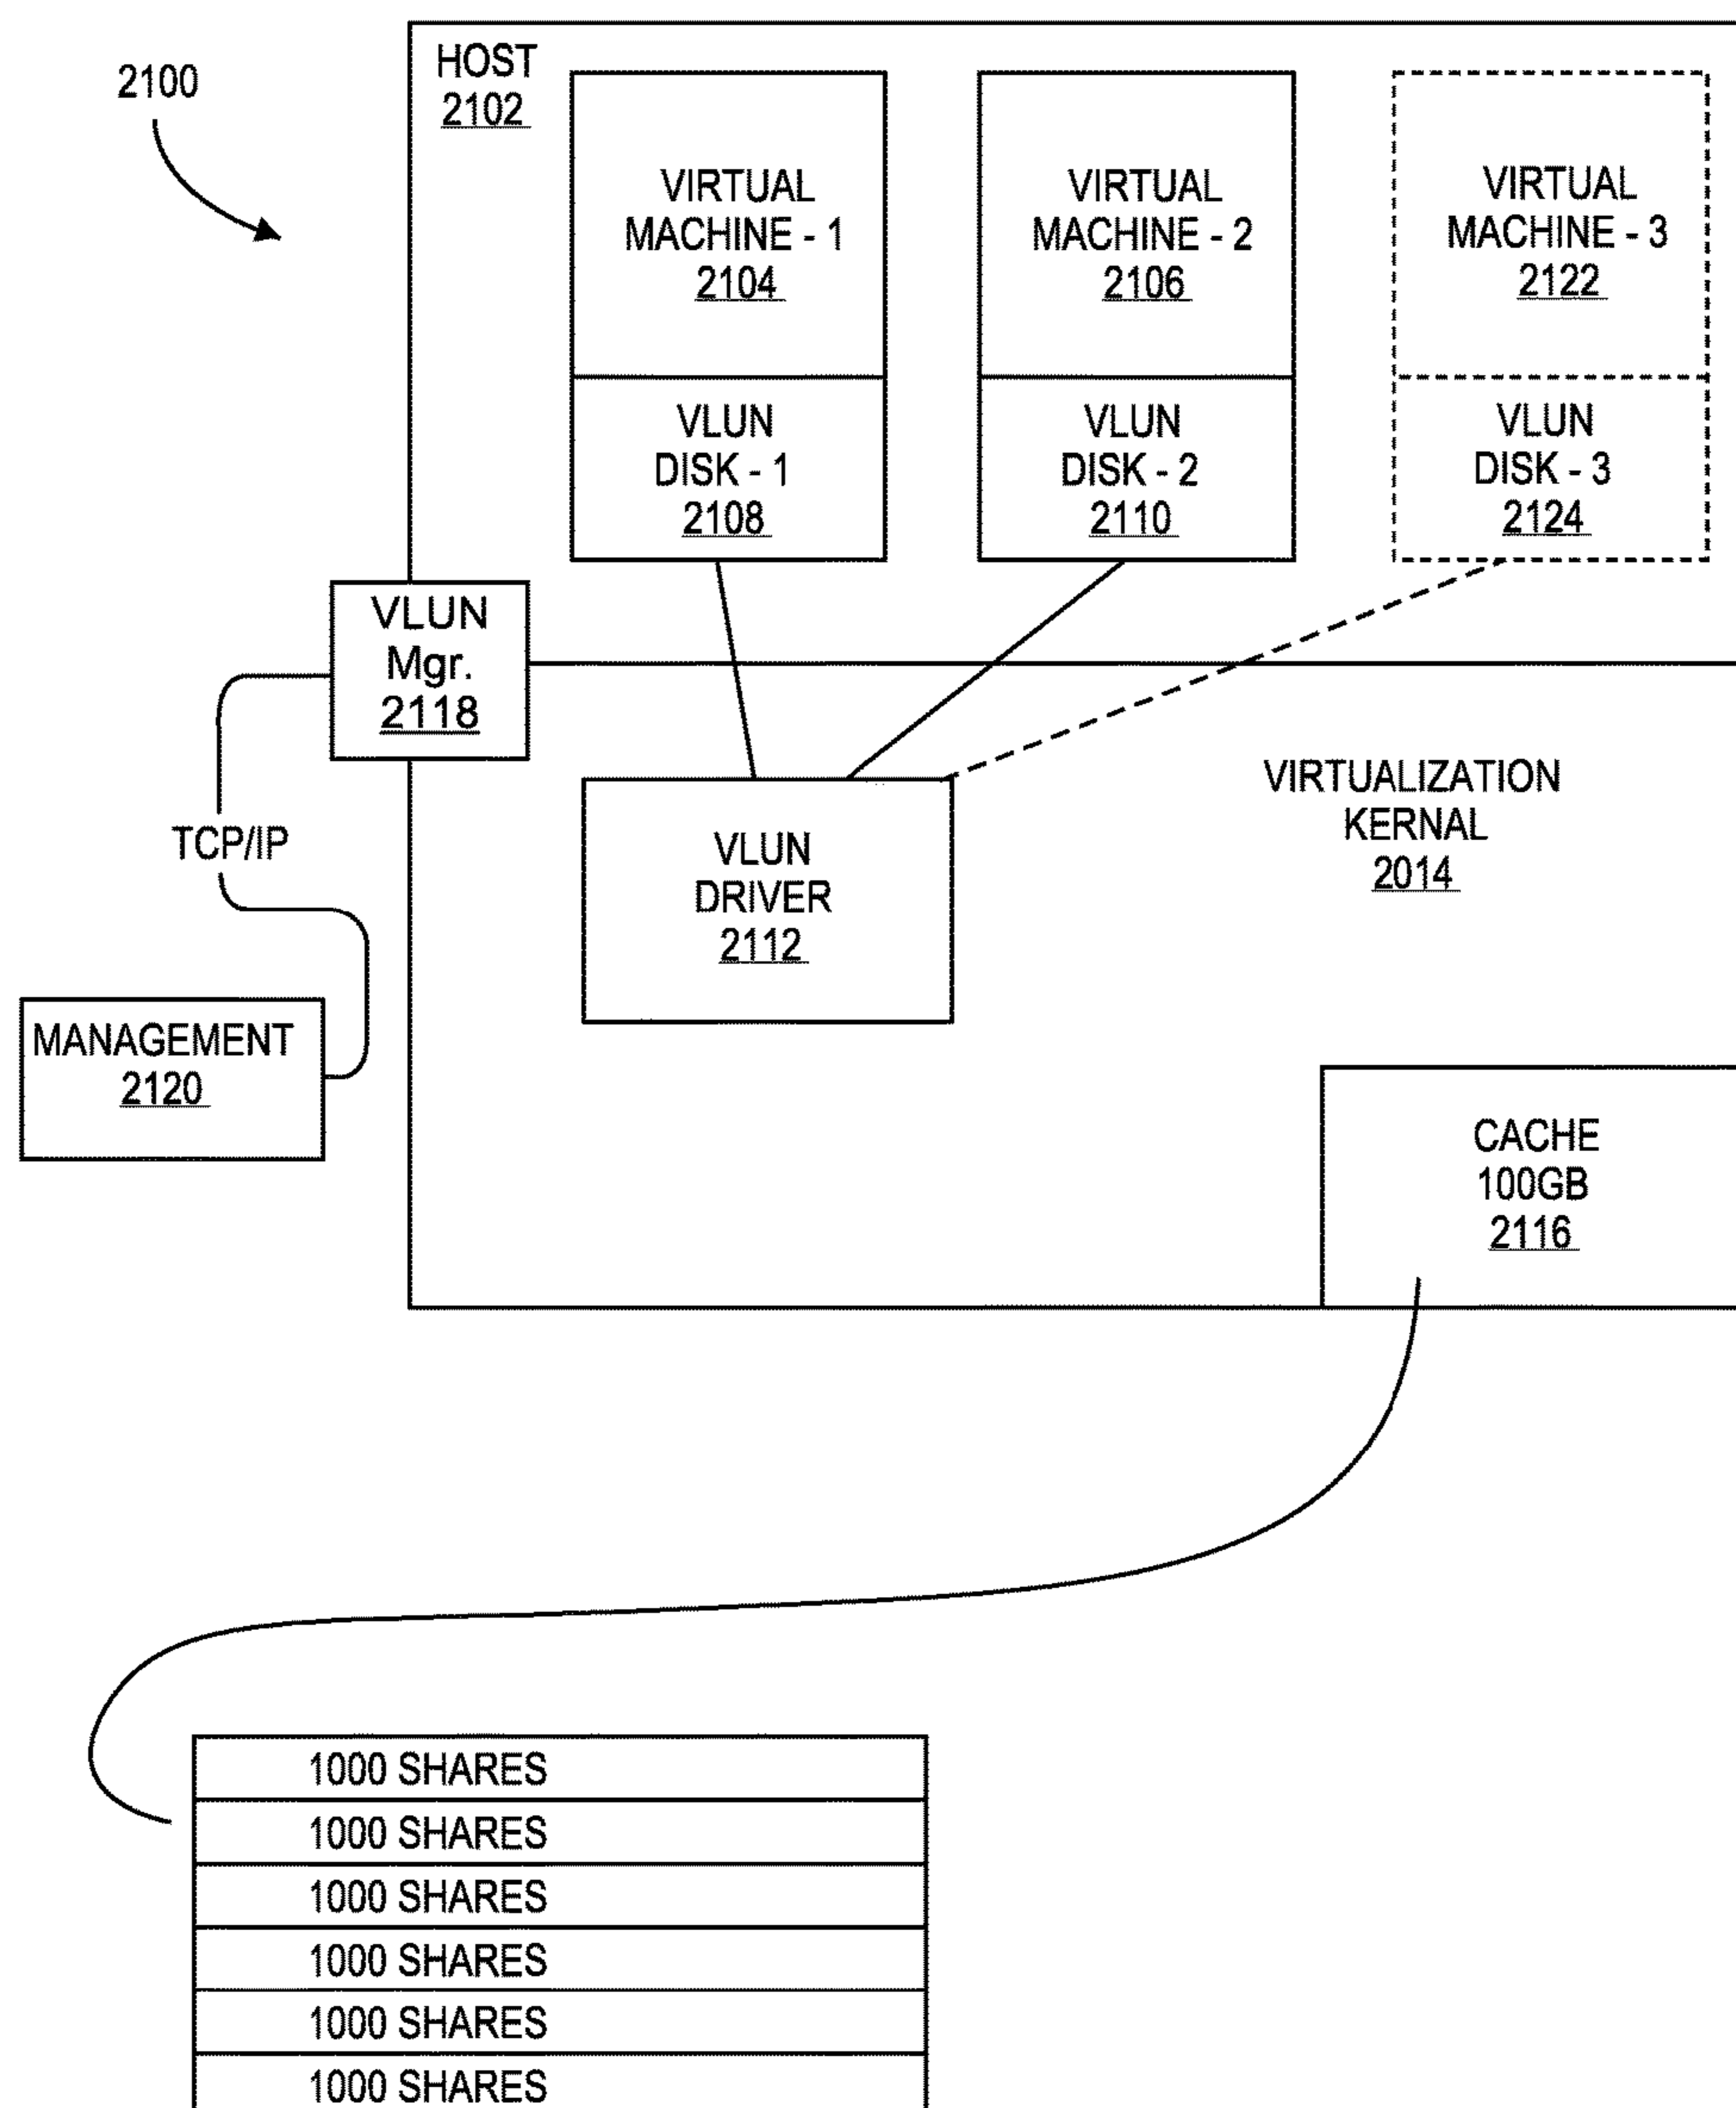 2100
HOST
2102
VIRTUAL
MACHINE - 1
2104
VLUN
DISK - 1
2108
VIRTUAL
MACHINE - 2
2106
VLUN
DISK - 2
2110
VIRTUAL
MACHINE - 3
2122
VLUN
DISK - 3
2124
VLUN
Mgr.
2118
TCP/IP
MANAGEMENT
2120
VLUN
DRIVER
2112
VIRTUALIZATION
KERNAL
2014
CACHE
100GB
2116
1000 SHARES
1000 SHARES
1000 SHARES
1000 SHARES
1000 SHARES
1000 SHARES